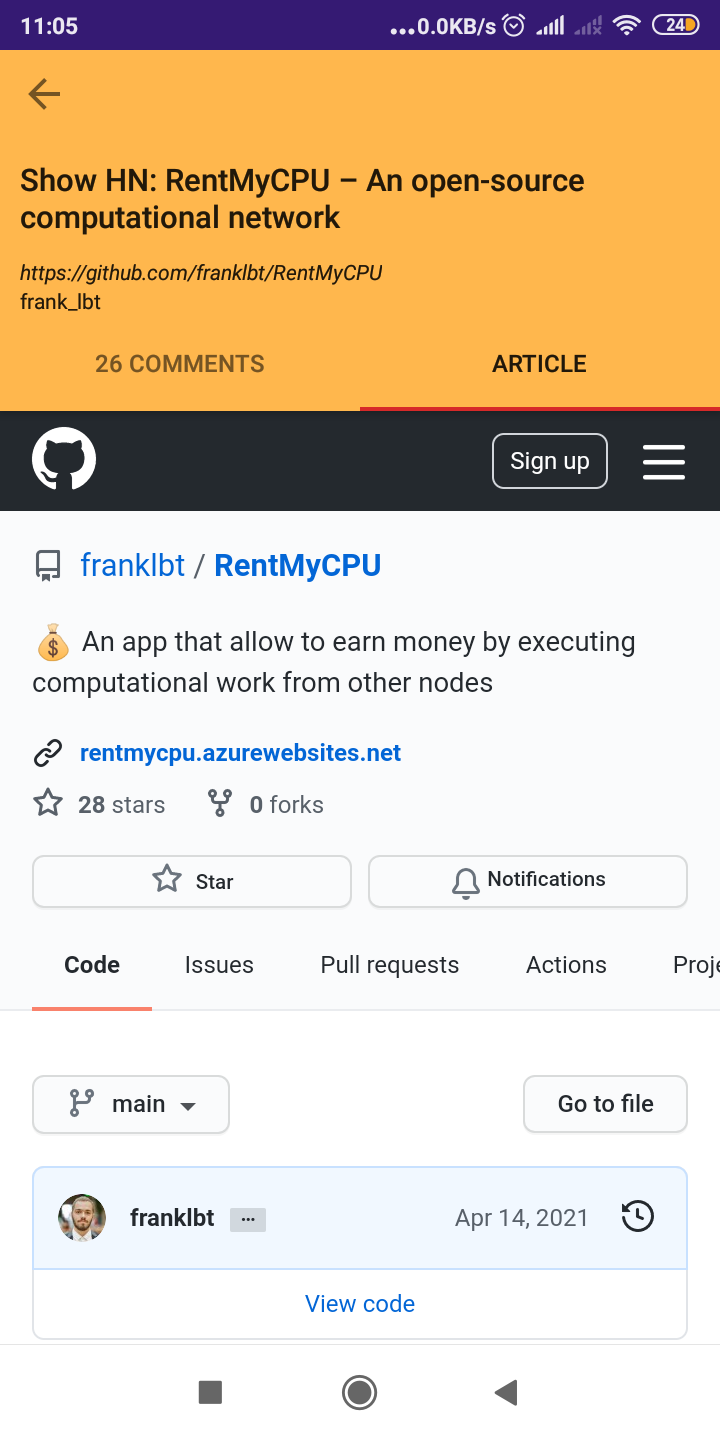 11:05
...0.0KB/s
24
Show HN: RentMyCPU – An open-source
computational network
https://github.com/franklbt/RentMyCPU
frank_lbt
26 COMMENTS
ARTICLE
Sign up
franklbt / RentMyCPU
💰 An app that allow to earn money by executing
computational work from other nodes
rentmycpu.azurewebsites.net
28 stars
0 forks
Star
Notifications
Code
Issues
Pull requests
Actions
Proje
main
Go to file
franklbt
...
Apr 14, 2021
View code